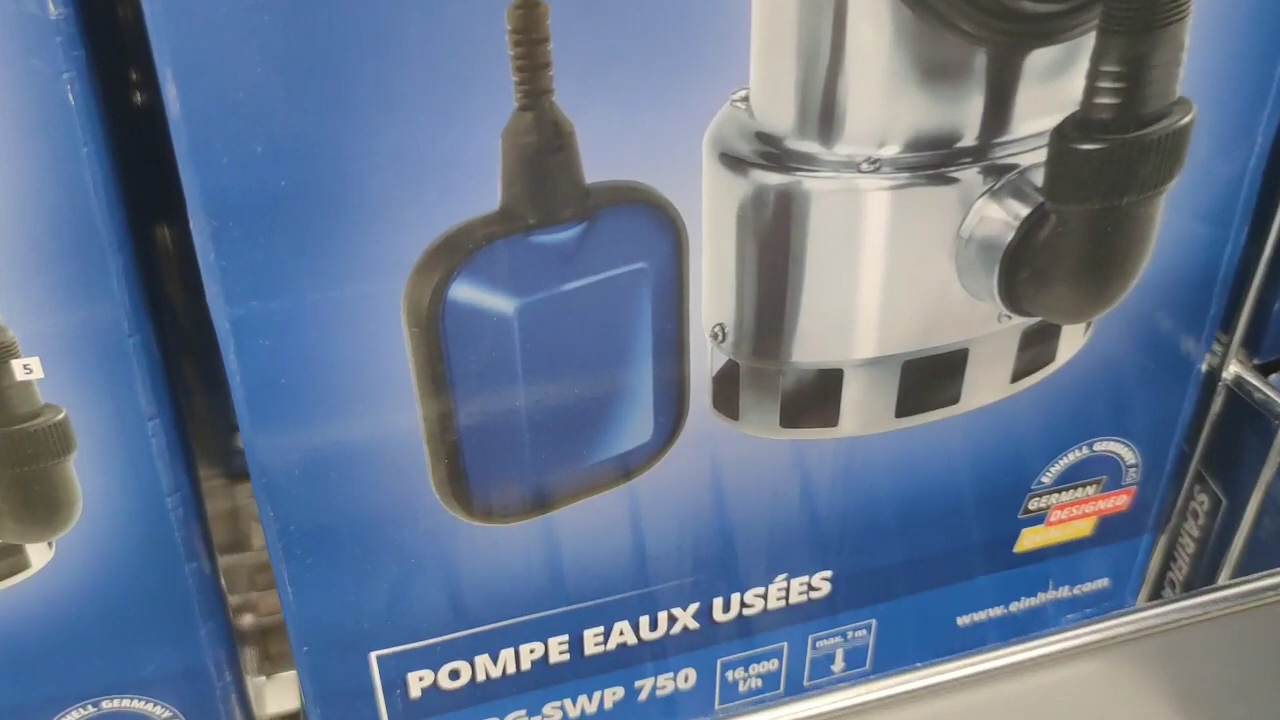 5
EINHELL GERMANY AG
GERMAN
DESIGNED
www.einhell.com
POMPE EAUX USÉES
-SWP 750
16.000
l/h
max. 7 m